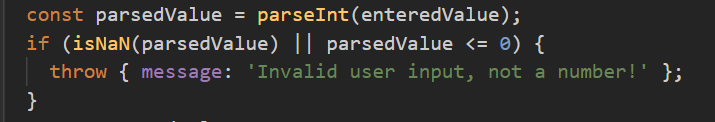 const parsedValue = parseInt(enteredValue);
if (isNaN(parsedValue) || parsedValue <= 0) {
throw { message: 'Invalid user input, not a number!' };
}